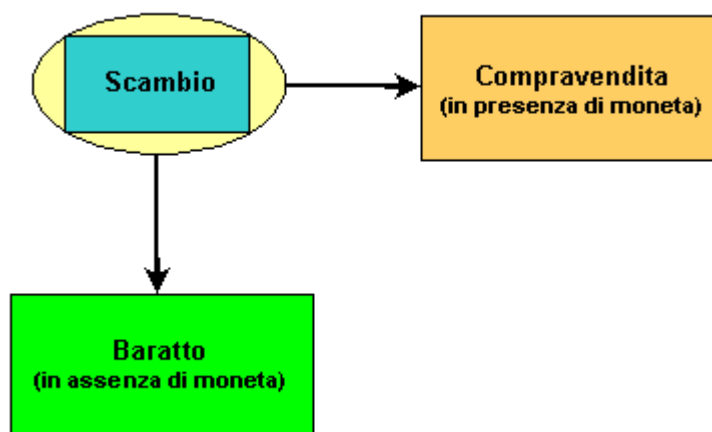 Scambio
Compravendita
(in presenza di moneta)
Baratto
(in assenza di moneta)